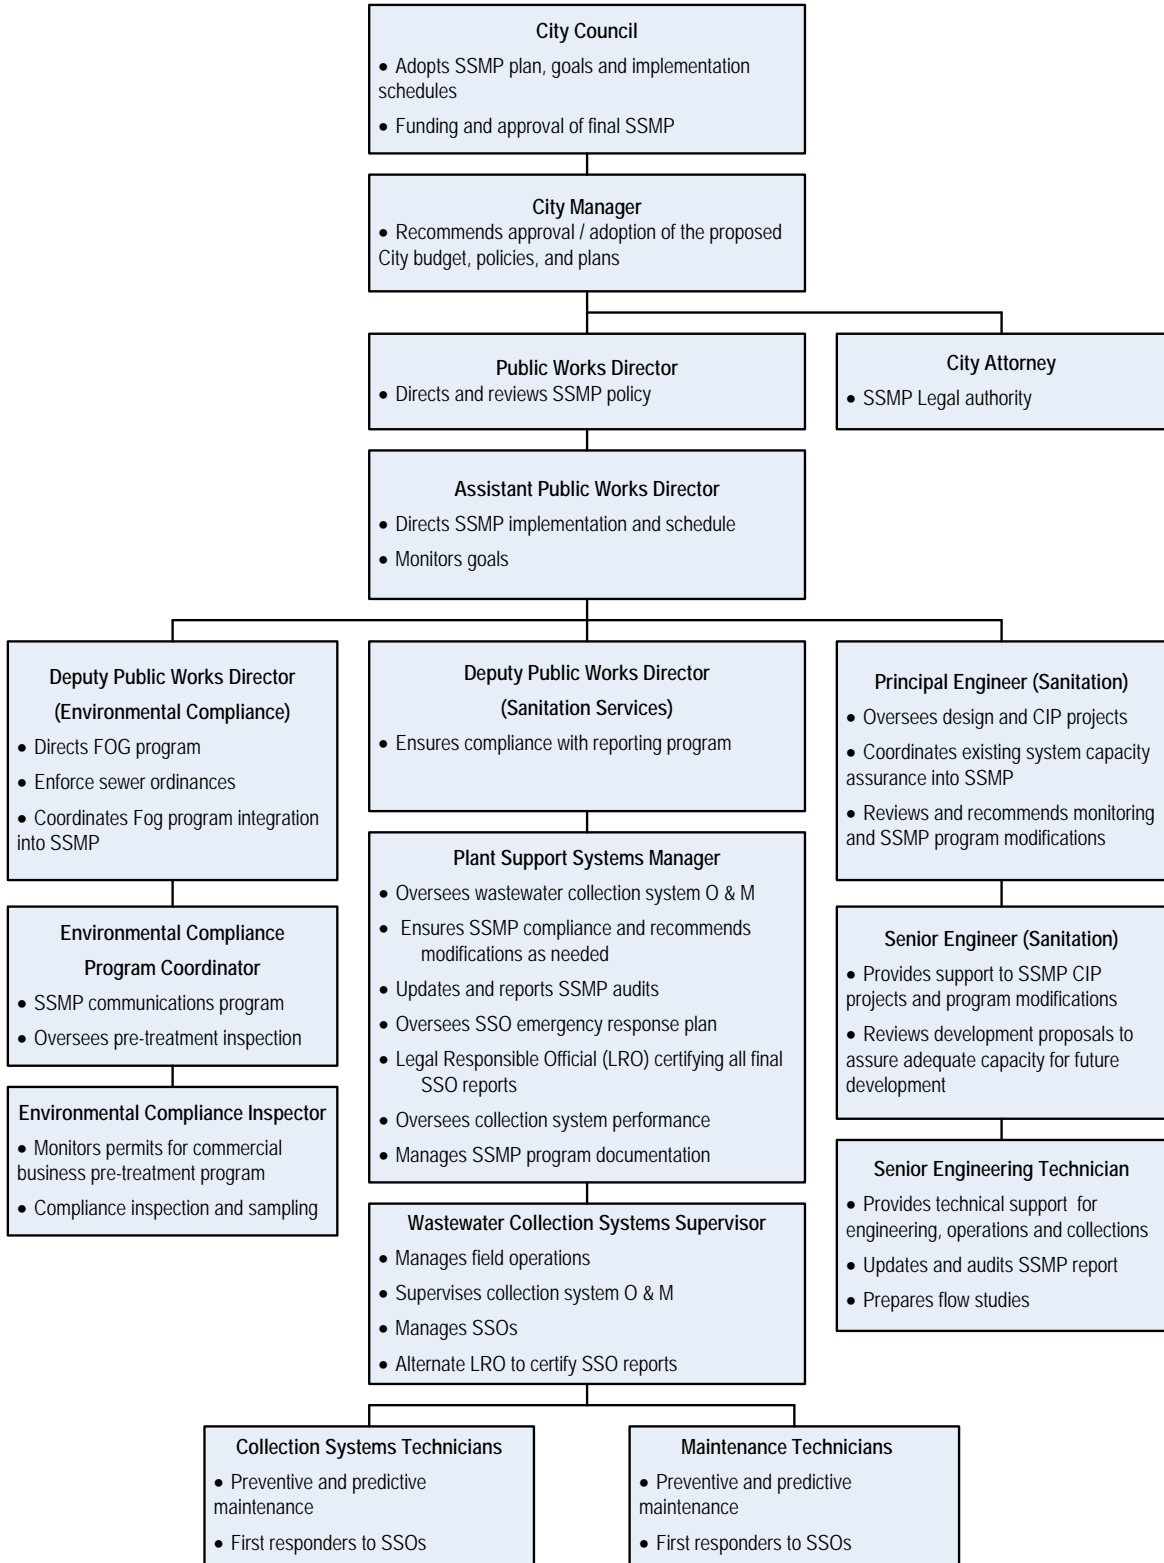 City Council
• Adopts SSMP plan, goals and implementation
schedules
• Funding and approval of final SSMP
City Manager
• Recommends approval / adoption of the proposed
City budget, policies, and plans
Public Works Director
• Directs and reviews SSMP policy
City Attorney
• SSMP Legal authority
Assistant Public Works Director
• Directs SSMP implementation and schedule
• Monitors goals
Deputy Public Works Director
(Environmental Compliance)
• Directs FOG program
• Enforce sewer ordinances
• Coordinates Fog program integration
into SSMP
Deputy Public Works Director
(Sanitation Services)
• Ensures compliance with reporting program
Principal Engineer (Sanitation)
• Oversees design and CIP projects
• Coordinates existing system capacity
assurance into SSMP
• Reviews and recommends monitoring
and SSMP program modifications
Environmental Compliance
Program Coordinator
• SSMP communications program
• Oversees pre-treatment inspection
Plant Support Systems Manager
• Oversees wastewater collection system O & M
• Ensures SSMP compliance and recommends
modifications as needed
• Updates and reports SSMP audits
• Oversees SSO emergency response plan
• Legal Responsible Official (LRO) certifying all final
SSO reports
• Oversees collection system performance
• Manages SSMP program documentation
Senior Engineer (Sanitation)
• Provides support to SSMP CIP
projects and program modifications
• Reviews development proposals to
assure adequate capacity for future
development
Environmental Compliance Inspector
• Monitors permits for commercial
business pre-treatment program
• Compliance inspection and sampling
Wastewater Collection Systems Supervisor
• Manages field operations
• Supervises collection system O & M
• Manages SSOs
• Alternate LRO to certify SSO reports
Senior Engineering Technician
• Provides technical support for
engineering, operations and collections
• Updates and audits SSMP report
• Prepares flow studies
Collection Systems Technicians
• Preventive and predictive
maintenance
• First responders to SSOs
Maintenance Technicians
• Preventive and predictive
maintenance
• First responders to SSOs